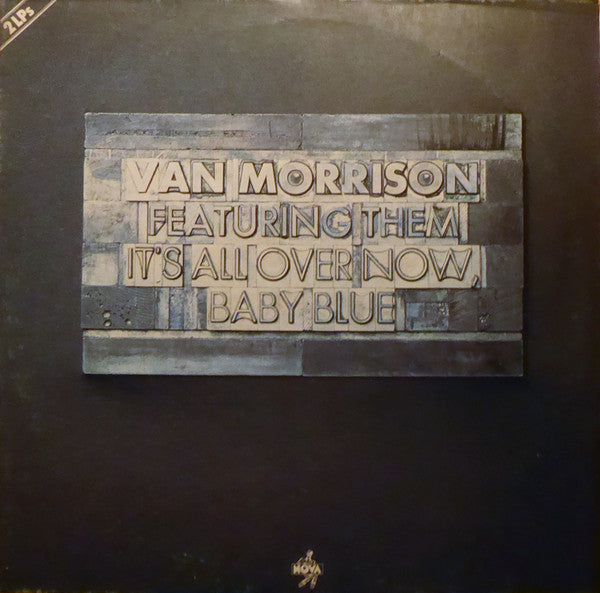 2 LPs
VAN MORRISON
FEATURING THEM
IT'S ALL OVER NOW,
BABY BLUE
NOVA